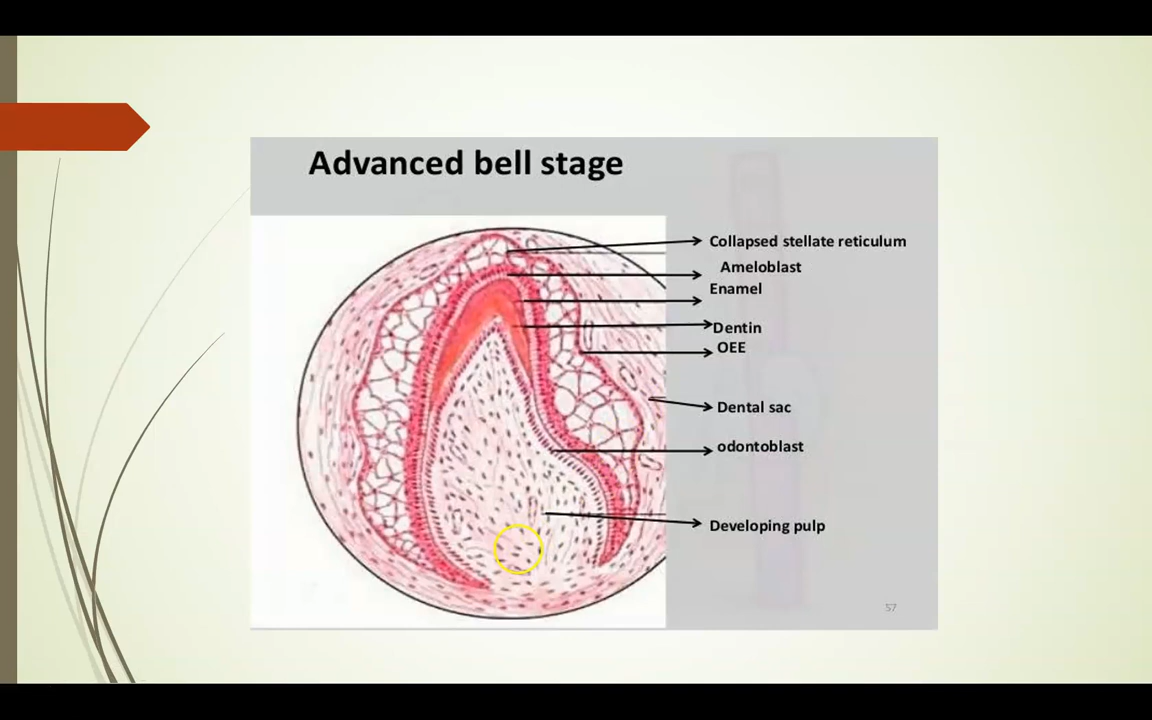 Advanced bell stage
Collapsed stellate reticulum
Ameloblast
Enamel
Dentin
OEE
Dental sac
odontoblast
Developing pulp
57